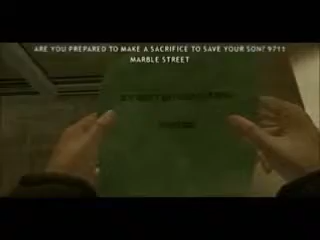 ARE YOU PREPARED TO MAKE A SACRIFICE TO SAVE YOUR SON? 9711
MARBLE STREET